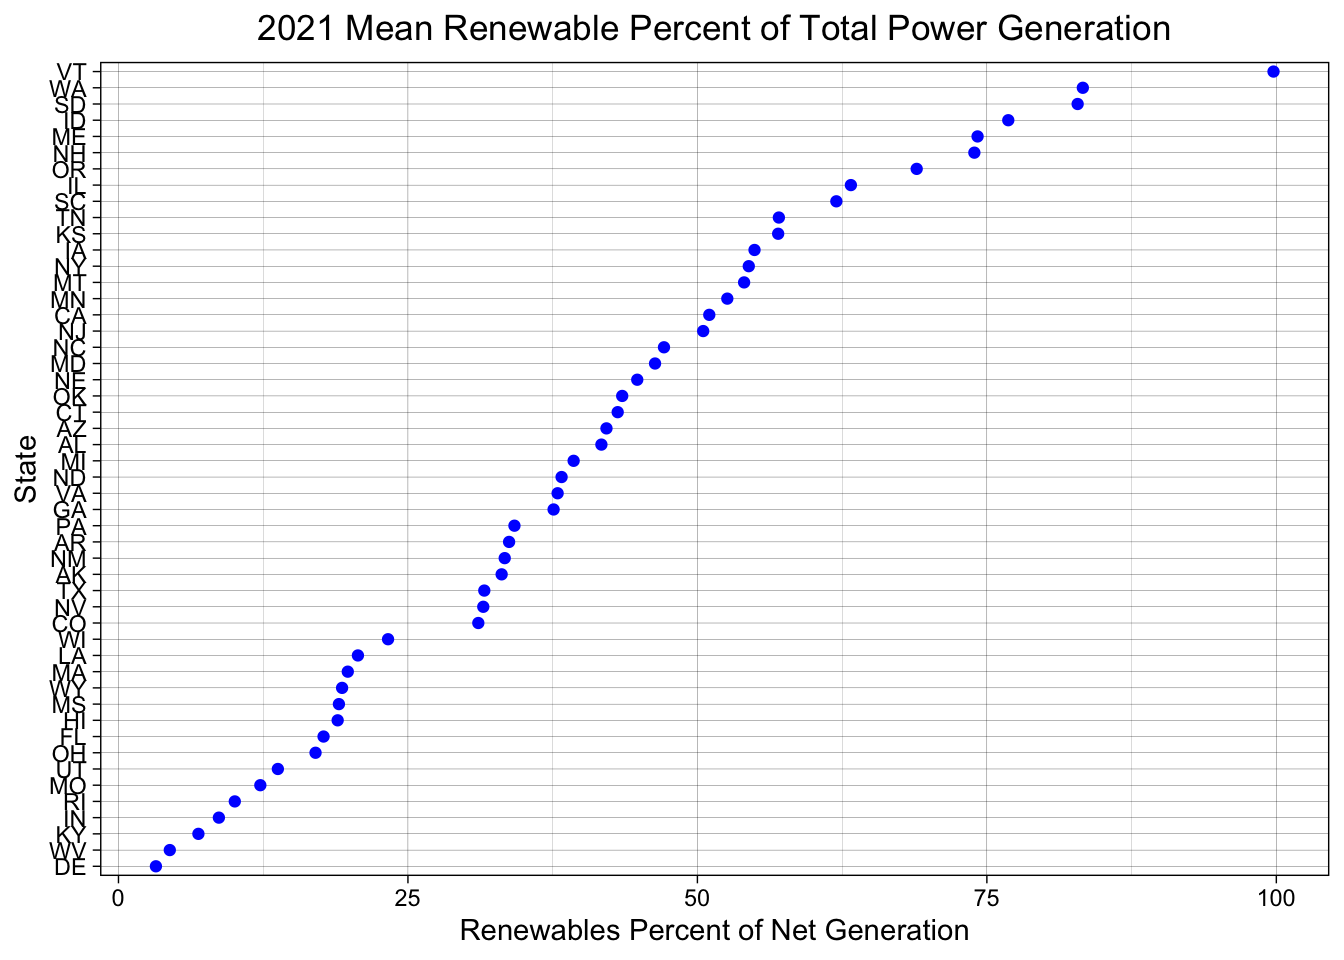 2021 Mean Renewable Percent of Total Power Generation
VT
WA
SD
ID
ME
NH
OR
IL
SC
TN
KS
IA
NY
MT
MN
CA
NJ
NC
MD
NE
OK
CT
AZ
AL
MI
ND
VA
GA
PA
AR
NM
AK
TX
NV
CO
WI
LA
MA
WY
MS
HI
FL
OH
UT
MO
RI
IN
KY
WV
DE
State
0 25 50 75 100
Renewables Percent of Net Generation